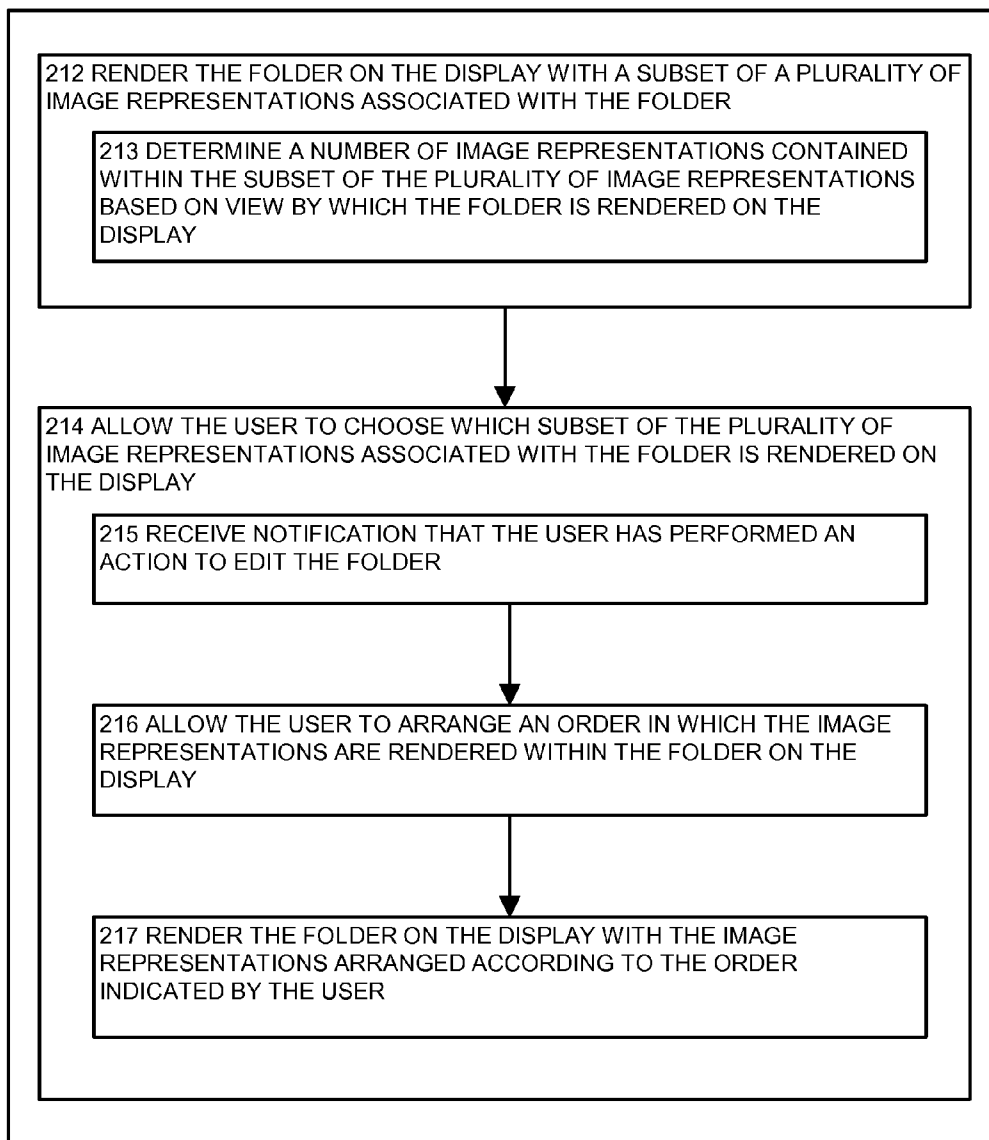 212 RENDER THE FOLDER ON THE DISPLAY WITH A SUBSET OF A PLURALITY OF
IMAGE REPRESENTATIONS ASSOCIATED WITH THE FOLDER
213 DETERMINE A NUMBER OF IMAGE REPRESENTATIONS CONTAINED
WITHIN THE SUBSET OF THE PLURALITY OF IMAGE REPRESENTATIONS
BASED ON VIEW BY WHICH THE FOLDER IS RENDERED ON THE
DISPLAY
214 ALLOW THE USER TO CHOOSE WHICH SUBSET OF THE PLURALITY OF
IMAGE REPRESENTATIONS ASSOCIATED WITH THE FOLDER IS RENDERED ON
THE DISPLAY
215 RECEIVE NOTIFICATION THAT THE USER HAS PERFORMED AN
ACTION TO EDIT THE FOLDER
216 ALLOW THE USER TO ARRANGE AN ORDER IN WHICH THE IMAGE
REPRESENTATIONS ARE RENDERED WITHIN THE FOLDER ON THE
DISPLAY
217 RENDER THE FOLDER ON THE DISPLAY WITH THE IMAGE
REPRESENTATIONS ARRANGED ACCORDING TO THE ORDER
INDICATED BY THE USER